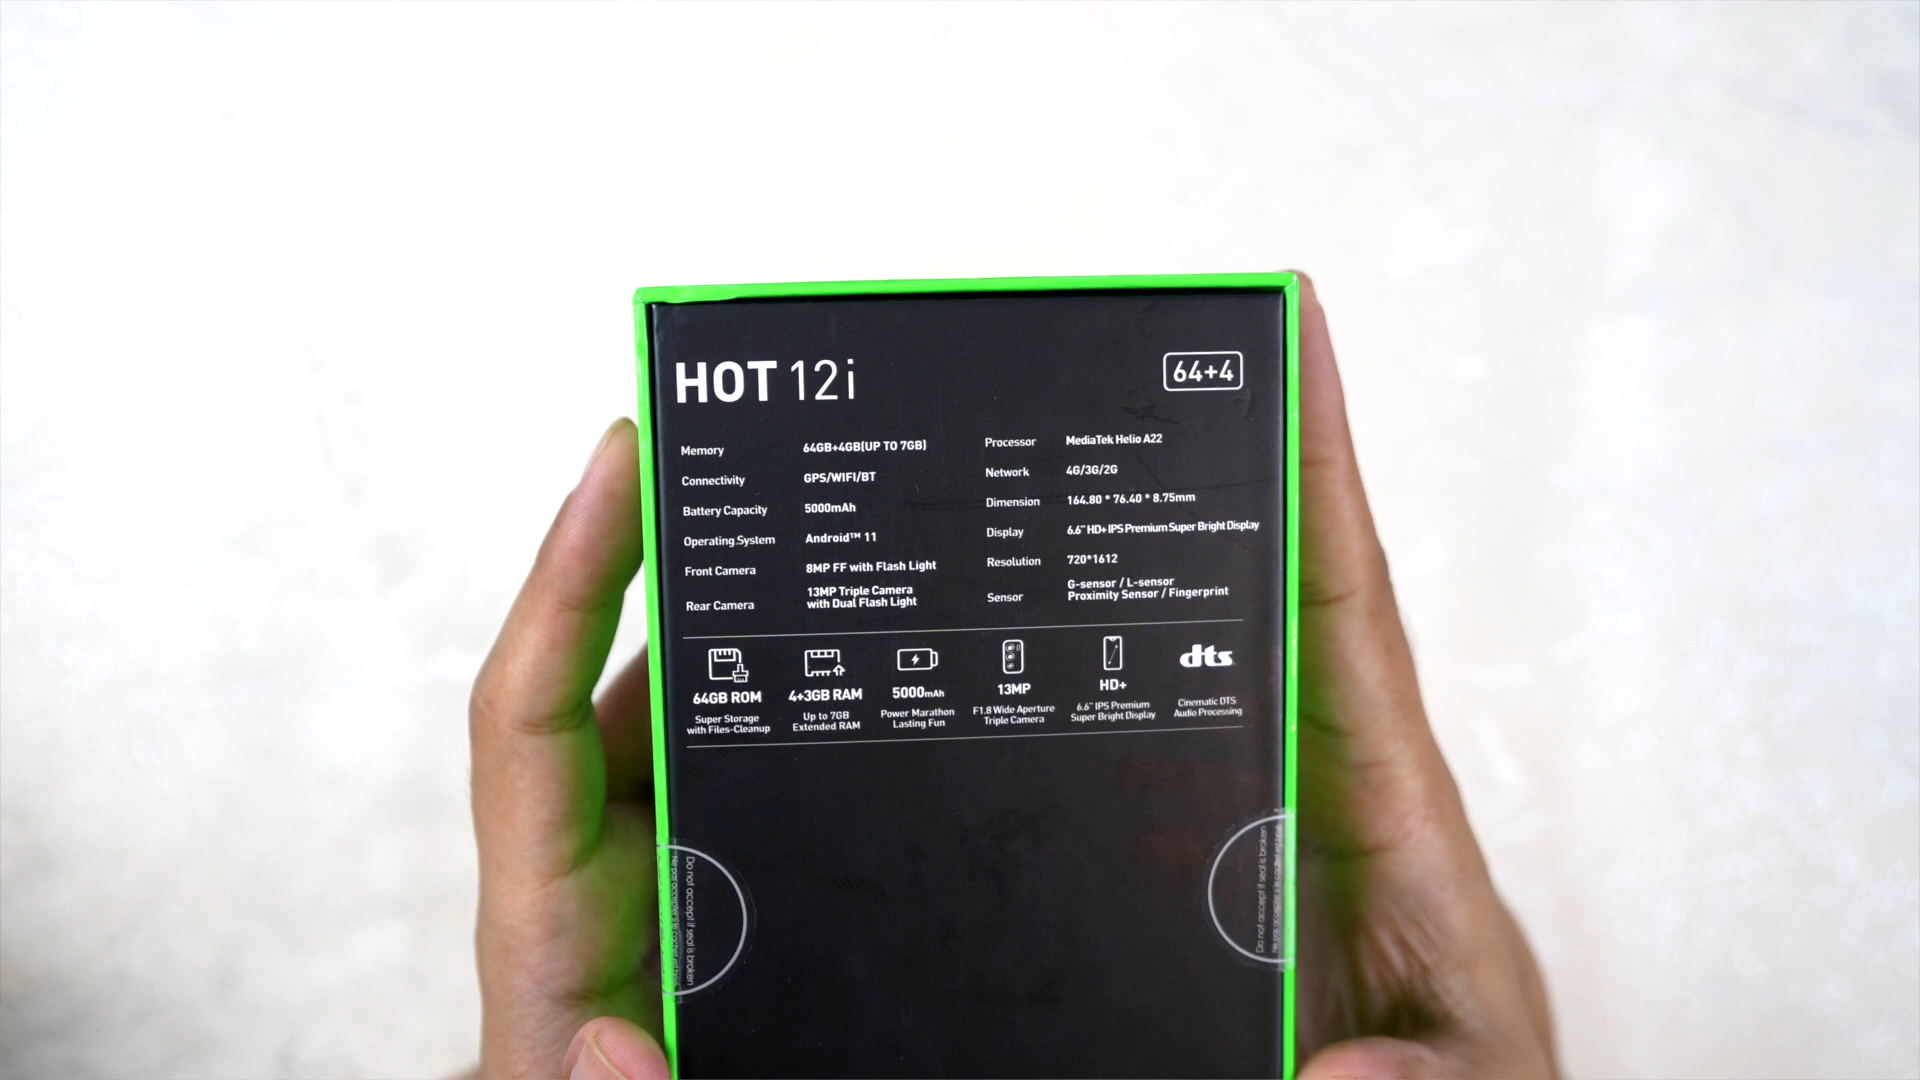 HOT 12i
64+4
Memory 64GB+4GB(UP TO 7GB)
Connectivity GPS/WIFI/BT
Battery Capacity 5000mAh
Operating System Android™ 11
Front Camera 8MP FF with Flash Light
Rear Camera 13MP Triple Camera
with Dual Flash Light
Processor MediaTek Helio A22
Network 4G/3G/2G
Dimension 164.80 * 76.40 * 8.75mm
Display 6.6" HD+ IPS Premium Super Bright Display
Resolution 720*1612
Sensor G-sensor / L-sensor
Proximity Sensor / Fingerprint
64GB ROM
Super Storage
with Files-Cleanup
4+3GB RAM
Up to 7GB
Extended RAM
5000mAh
Power Marathon
Lasting Fun
13MP
F1.8 Wide Aperture
Triple Camera
HD+
6.6" IPS Premium
Super Bright Display
dts
Cinematic DTS
Audio Processing
Do not accept if seal is broken
Do not accept if seal is broken